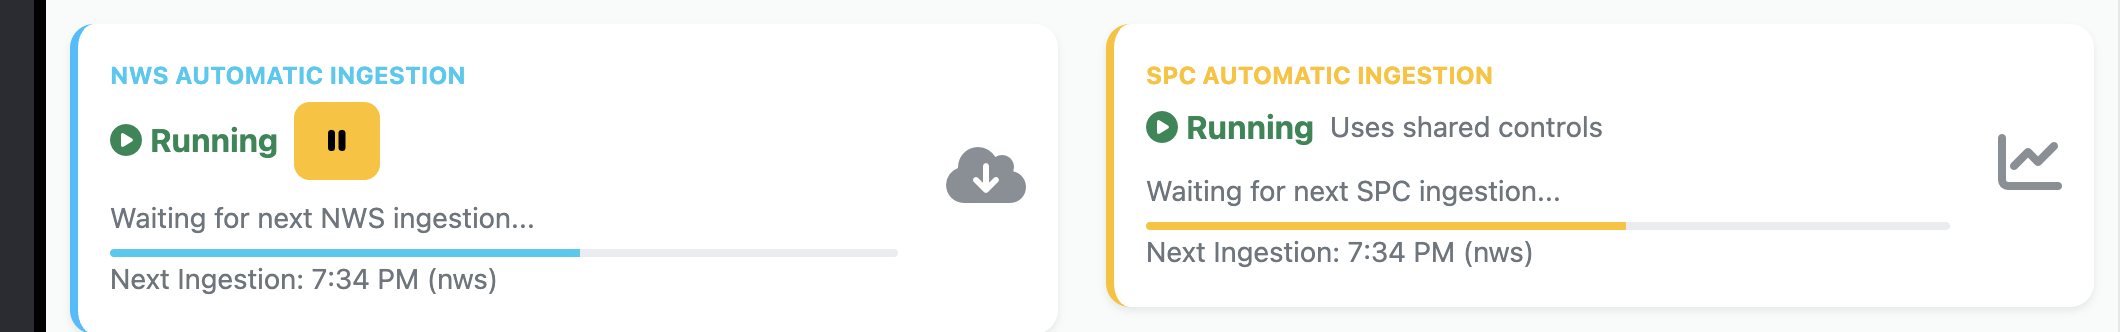 NWS AUTOMATIC INGESTION
Running
Waiting for next NWS ingestion...
Next Ingestion: 7:34 PM (nws)
SPC AUTOMATIC INGESTION
Running Uses shared controls
Waiting for next SPC ingestion...
Next Ingestion: 7:34 PM (nws)